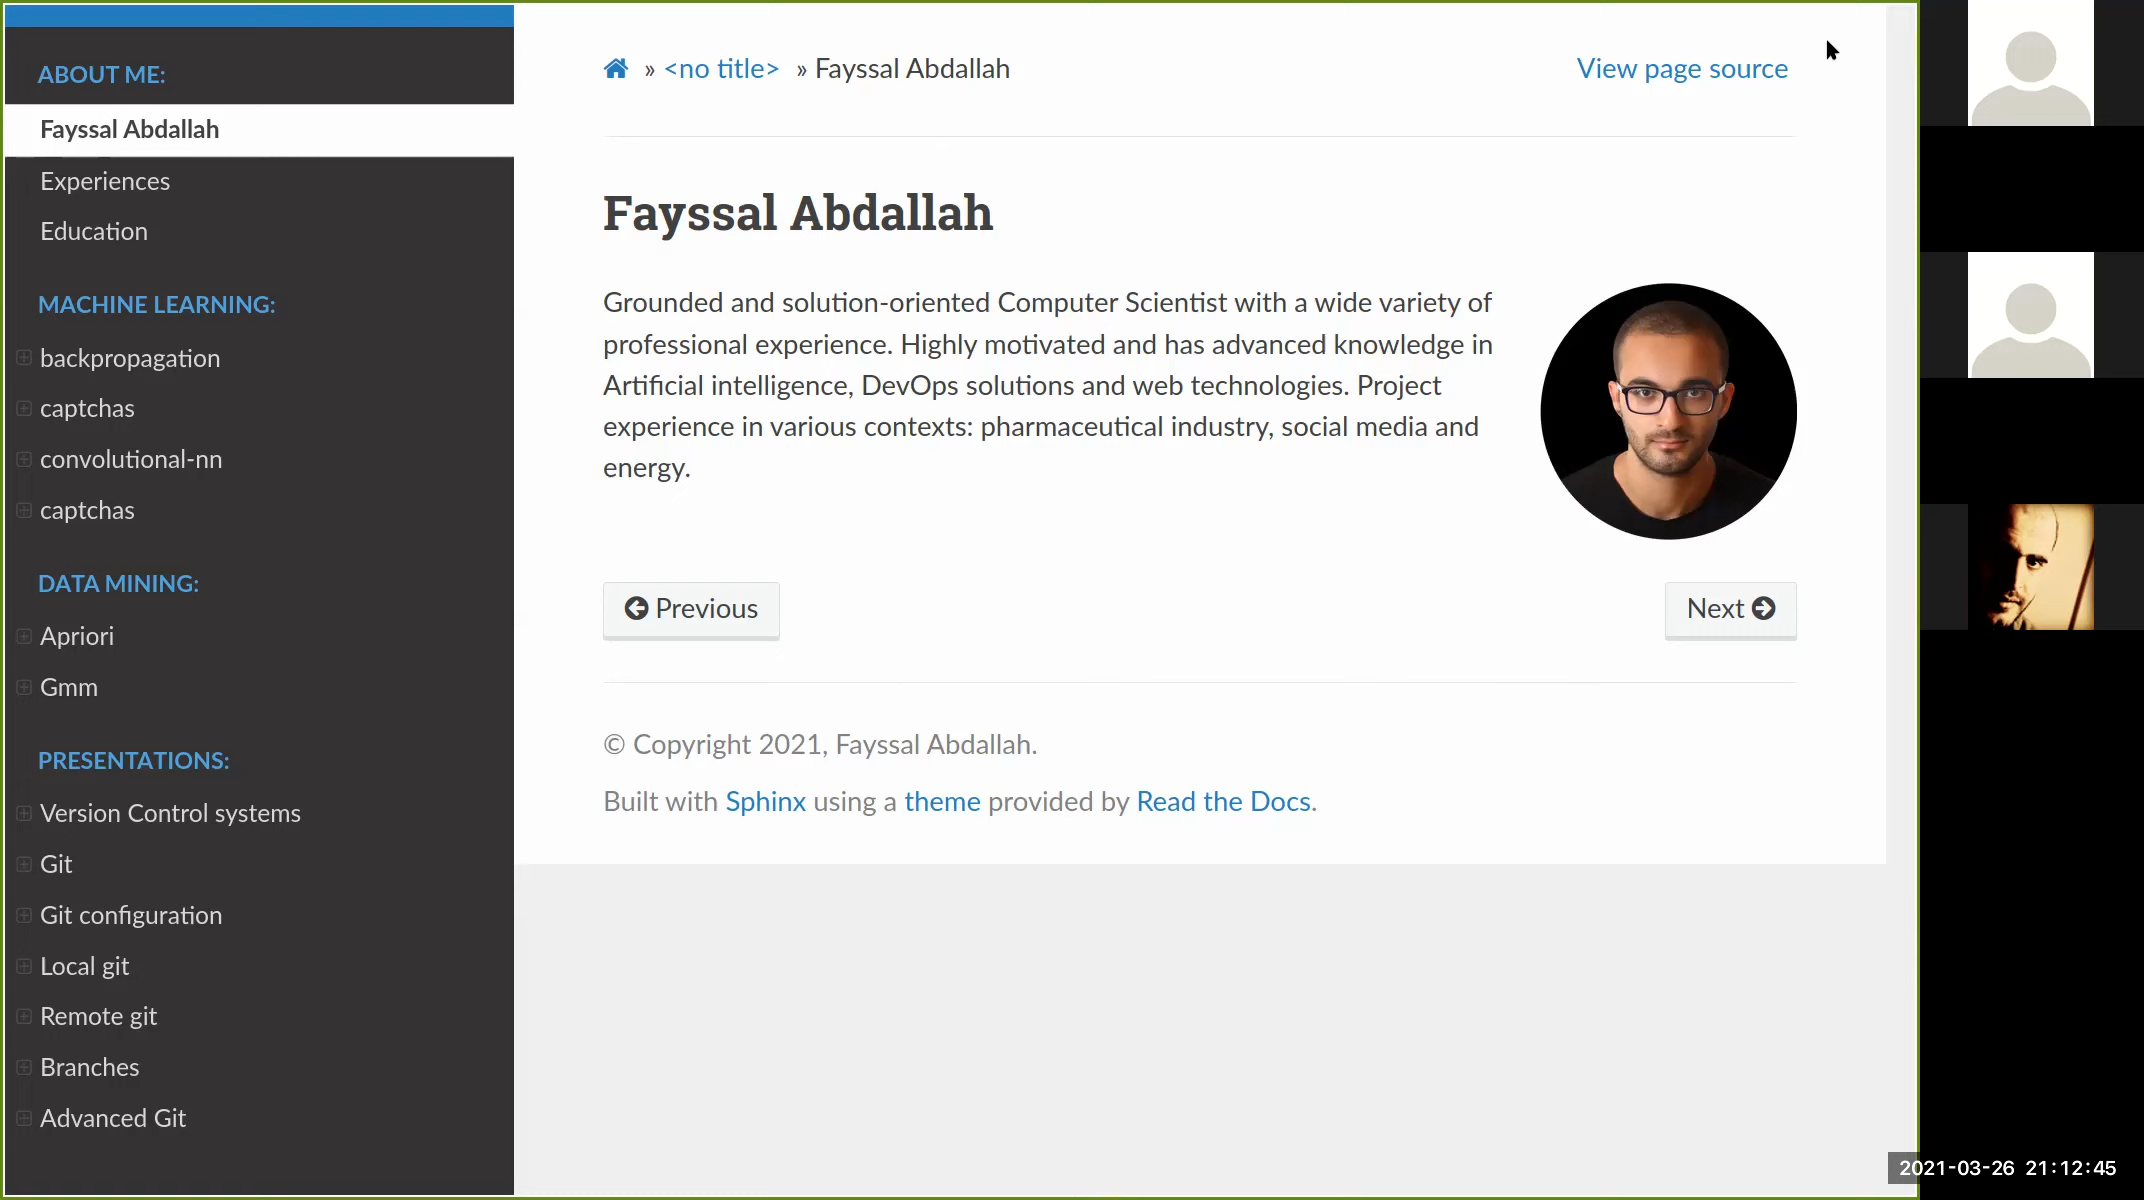 ABOUT ME:
Fayssal Abdallah
Experiences
Education
MACHINE LEARNING:
backpropagation
captchas
convolutional-nn
captchas
DATA MINING:
Apriori
Gmm
PRESENTATIONS:
Version Control systems
Git
Git configuration
Local git
Remote git
Branches
Advanced Git
» <no title> » Fayssal Abdallah
View page source
Fayssal Abdallah
Grounded and solution-oriented Computer Scientist with a wide variety of
professional experience. Highly motivated and has advanced knowledge in
Artificial intelligence, DevOps solutions and web technologies. Project
experience in various contexts: pharmaceutical industry, social media and
energy.
Previous
Next
© Copyright 2021, Fayssal Abdallah.
Built with Sphinx using a theme provided by Read the Docs.
2021-03-26 21:12:45